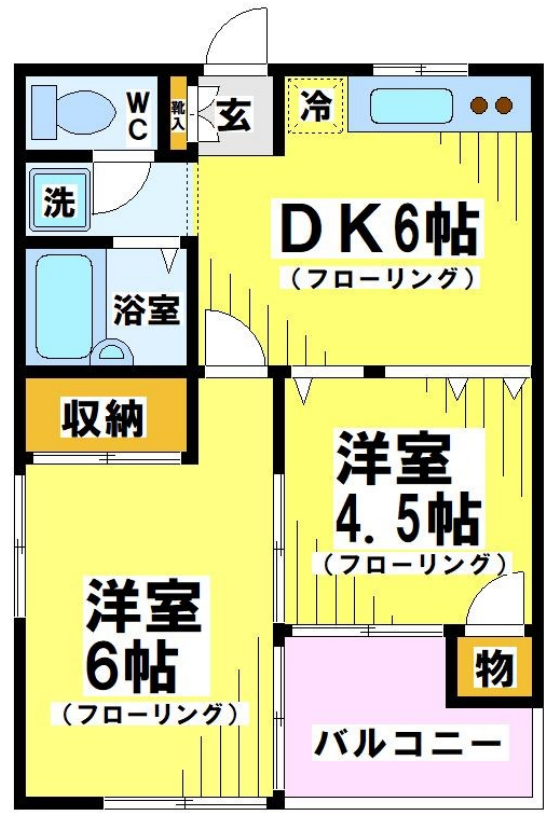 WC
靴入
玄
冷
洗
DK6帖
(フローリング)
浴室
収納
洋室
4.5帖
(フローリング)
洋室
6帖
(フローリング)
物
バルコニー